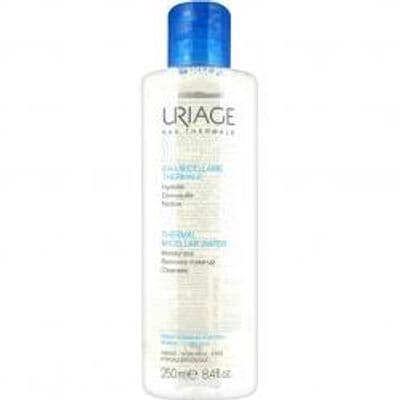 URIAGE
EAU THERMALE
EAU MICELLAIRE
THERMALE
Hydrate
Démaquille
Nettoie
THERMAL
MICELLAR WATER
Moisturizes
Removes make-up
Cleanses
250ml℮ 8.4fl.oz.